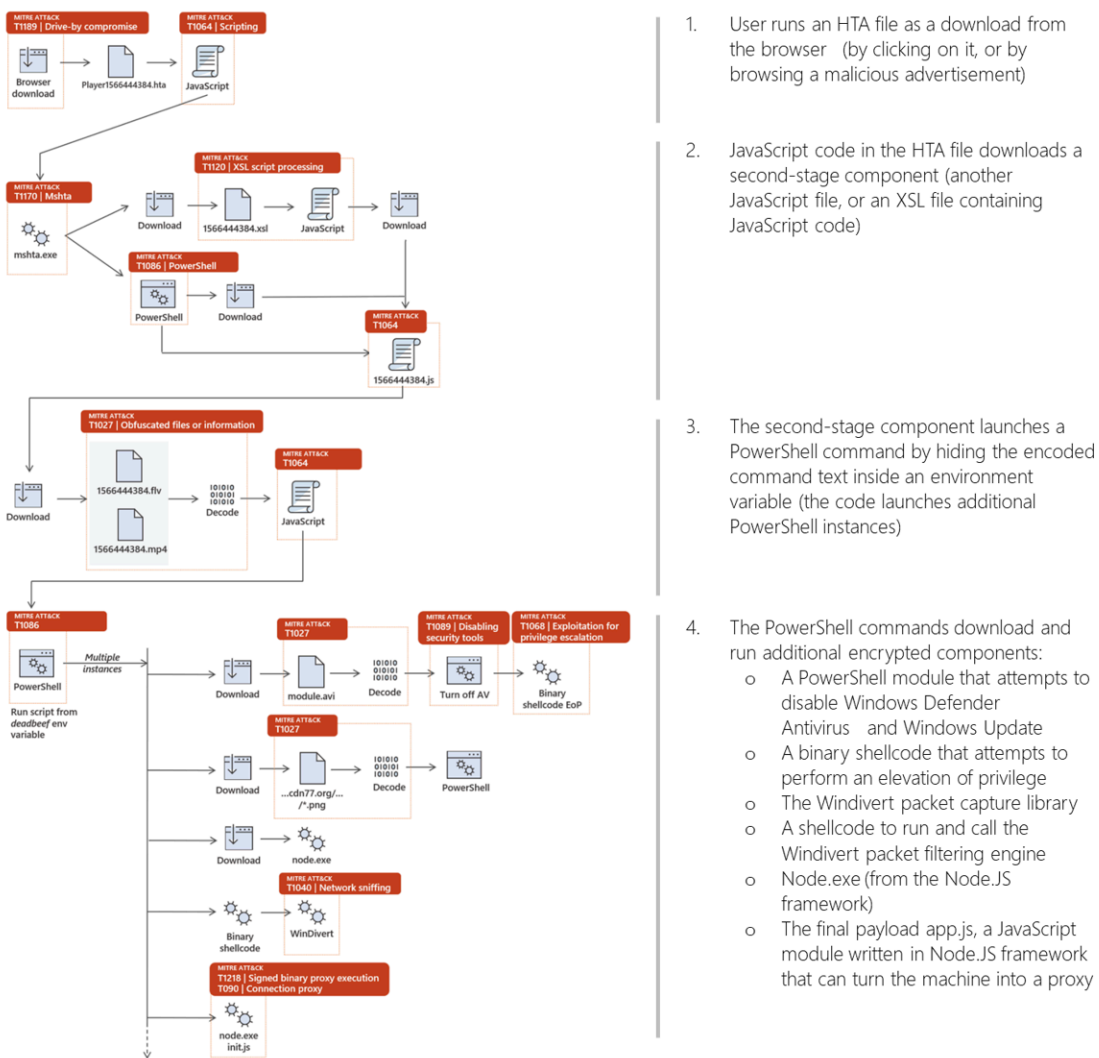 MITRE ATT&CK
T1189 | Drive-by compromise
MITRE ATT&CK
T1064 | Scripting
Browser
download
Player1566444384.hta
JavaScript
1. User runs an HTA file as a download from
the browser (by clicking on it, or by
browsing a malicious advertisement)
MITRE ATT&CK
T1170 | Mshta
mshta.exe
Download
MITRE ATT&CK
T1120 | XSL script processing
1566444384.xsl
JavaScript
Download
MITRE ATT&CK
T1086 | PowerShell
PowerShell
Download
MITRE ATT&CK
T1064
1566444384.js
2. JavaScript code in the HTA file downloads a
second-stage component (another
JavaScript file, or an XSL file containing
JavaScript code)
Download
MITRE ATT&CK
T1027 | Obfuscated files or information
1566444384.flv
1566444384.mp4
101010
010101
101010
Decode
MITRE ATT&CK
T1064
JavaScript
3. The second-stage component launches a
PowerShell command by hiding the encoded
command text inside an environment
variable (the code launches additional
PowerShell instances)
MITRE ATT&CK
T1086
PowerShell
Run script from
deadbeef env
variable
Multiple
instances
Download
MITRE ATT&CK
T1027
module.avi
101010
010101
101010
Decode
MITRE ATT&CK
T1089 | Disabling
security tools
Turn off AV
MITRE ATT&CK
T1068 | Exploitation for
privilege escalation
Binary
shellcode EoP
Download
MITRE ATT&CK
T1027
...cdn77.org/...
/*.png
101010
010101
101010
Decode
PowerShell
Download
node.exe
Binary
shellcode
MITRE ATT&CK
T1040 | Network sniffing
WinDivert
MITRE ATT&CK
T1218 | Signed binary proxy execution
T090 | Connection proxy
node.exe
init.js
4. The PowerShell commands download and
run additional encrypted components:
o A PowerShell module that attempts to
disable Windows Defender
Antivirus and Windows Update
o A binary shellcode that attempts to
perform an elevation of privilege
o The Windivert packet capture library
o A shellcode to run and call the
Windivert packet filtering engine
o Node.exe (from the Node.JS
framework)
o The final payload app.js, a JavaScript
module written in Node.JS framework
that can turn the machine into a proxy